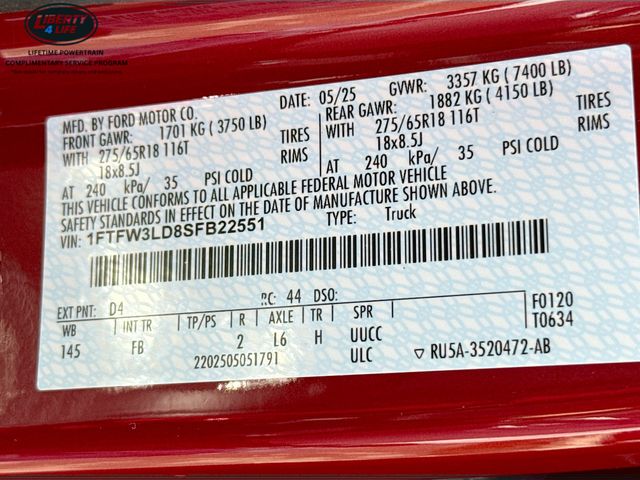 LIBERTY
4 LIFE
LIFETIME POWERTRAIN
COMPLIMENTARY SERVICE PROGRAM
MFD. BY FORD MOTOR CO.
DATE: 05/25 GVWR: 3357 KG ( 7400 LB)
FRONT GAWR: 1701 KG ( 3750 LB)
REAR GAWR: 1882 KG ( 4150 LB)
WITH 275/65R18 116T TIRES
WITH 275/65R18 116T TIRES
18x8.5J RIMS
18x8.5J RIMS
AT 240 kPa/ 35 PSI COLD
AT 240 kPa/ 35 PSI COLD
THIS VEHICLE CONFORMS TO ALL APPLICABLE FEDERAL MOTOR VEHICLE
SAFETY STANDARDS IN EFFECT ON THE DATE OF MANUFACTURE SHOWN ABOVE.
VIN: 1FTFW3LD8SFB22551 TYPE: Truck
EXT PNT: D4 RC: 44 DSO: F0120
WB INT TR TP/PS R AXLE TR SPR T0634
145 FB 2 L6 H UUCC
2202505051791 ULC ▽ RU5A-3520472-AB